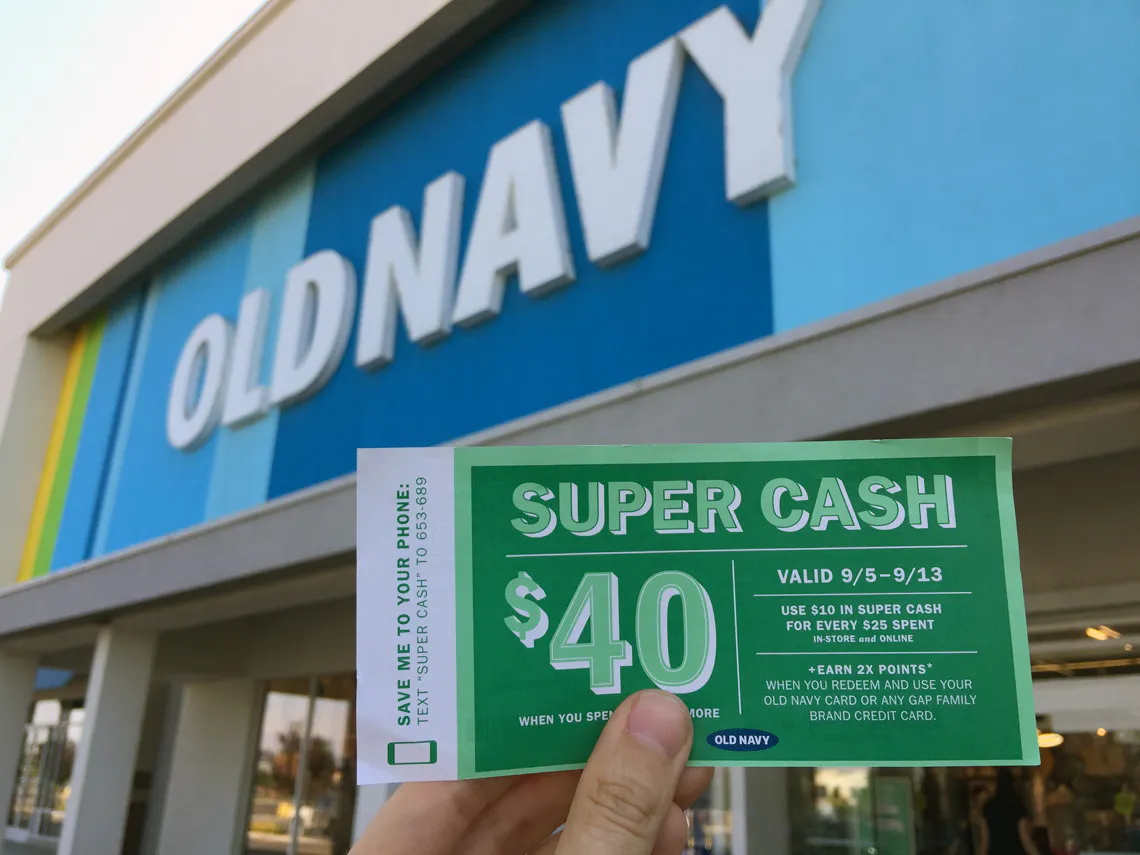 OLD NAVY
SAVE ME TO YOUR PHONE:
TEXT "SUPER CASH" TO 653-689
SUPER CASH
$40
WHEN YOU MORE
VALID 9/5–9/13
USE $10 IN SUPER CASH
FOR EVERY $25 SPENT
IN-STORE and ONLINE
+EARN 2X POINTS*
WHEN YOU REDEEM AND USE YOUR
OLD NAVY CARD OR ANY GAP FAMILY
BRAND CREDIT CARD.
OLD NAVY